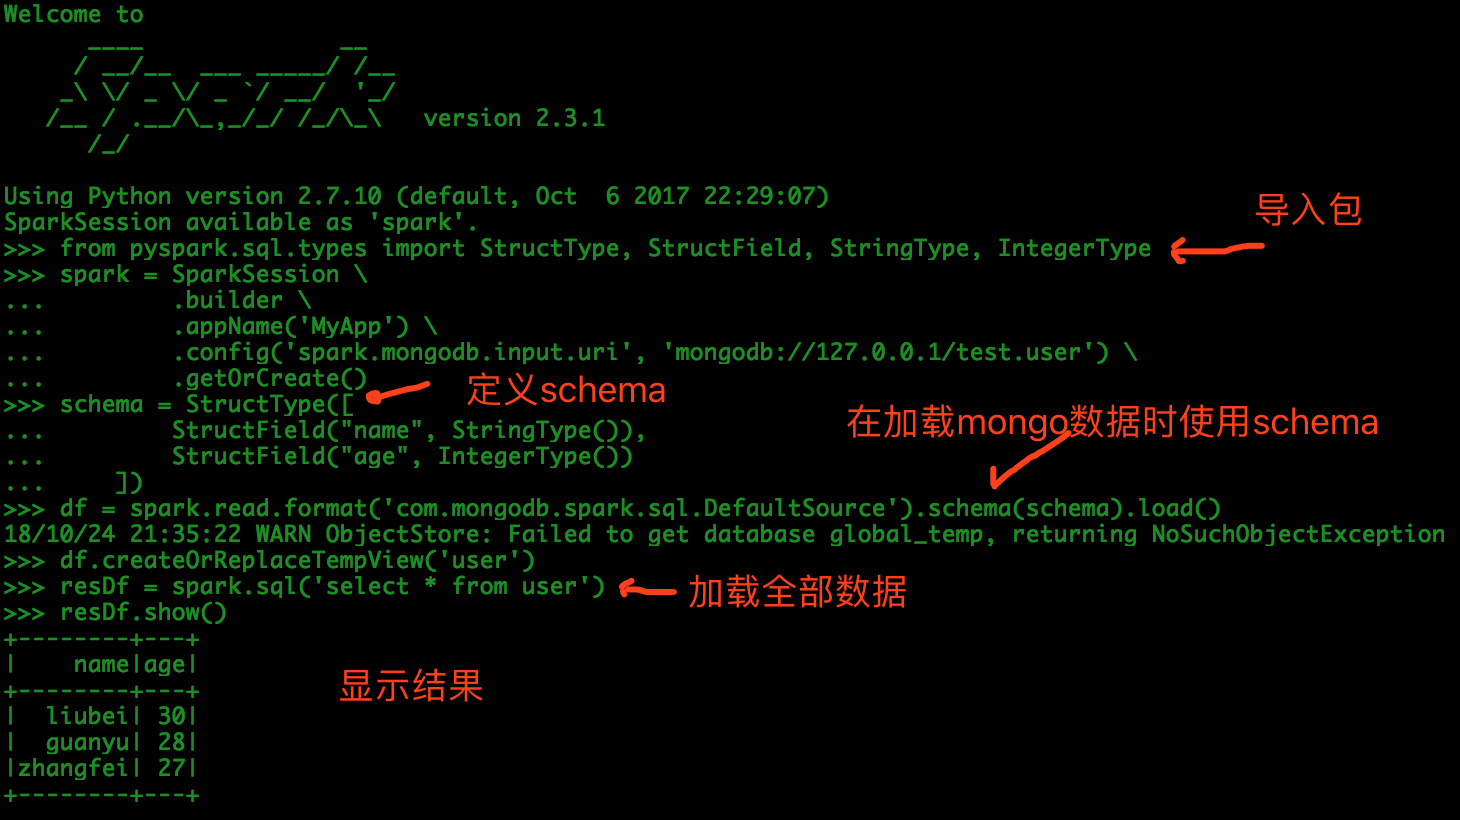 Welcome to
      ____              __
     / __/__  ___ _____/ /__
    _\ \/ _ \/ _ `/ __/  '_/
   /__ / .__/\_,_/_/ /_/\_\   version 2.3.1
      /_/
Using Python version 2.7.10 (default, Oct  6 2017 22:29:07)
导入包
SparkSession available as 'spark'.
>>> from pyspark.sql.types import StructType, StructField, StringType, IntegerType
>>> spark = SparkSession \
...         .builder \
...         .appName('MyApp') \
...         .config('spark.mongodb.input.uri', 'mongodb://127.0.0.1/test.user') \
...         .getOrCreate()
定义schema
>>> schema = StructType([
在加载mongo数据时使用schema
...         StructField("name", StringType()),
...         StructField("age", IntegerType())
...     ])
>>> df = spark.read.format('com.mongodb.spark.sql.DefaultSource').schema(schema).load()
18/10/24 21:35:22 WARN ObjectStore: Failed to get database global_temp, returning NoSuchObjectException
>>> df.createOrReplaceTempView('user')
>>> resDf = spark.sql('select * from user')
加载全部数据
>>> resDf.show()
+--------+---+
|    name|age|
+--------+---+
显示结果
|  liubei| 30|
|  guanyu| 28|
|zhangfei| 27|
+--------+---+